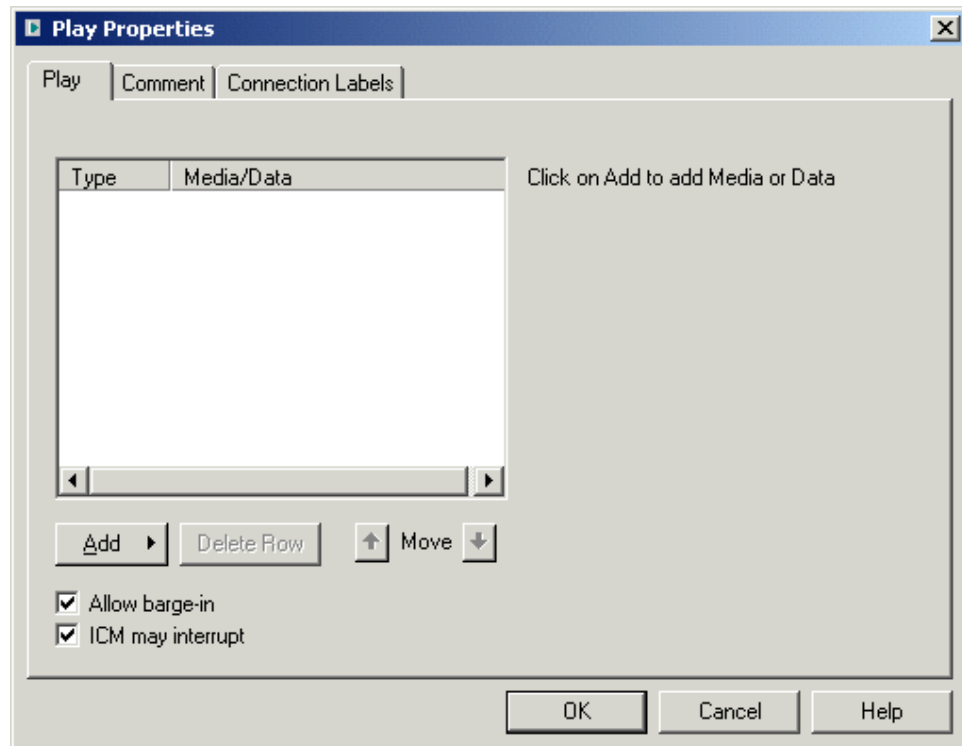 Play Properties
Play Comment Connection Labels
Type Media/Data
Click on Add to add Media or Data
Add Delete Row Move
Allow barge-in
ICM may interrupt
OK Cancel Help